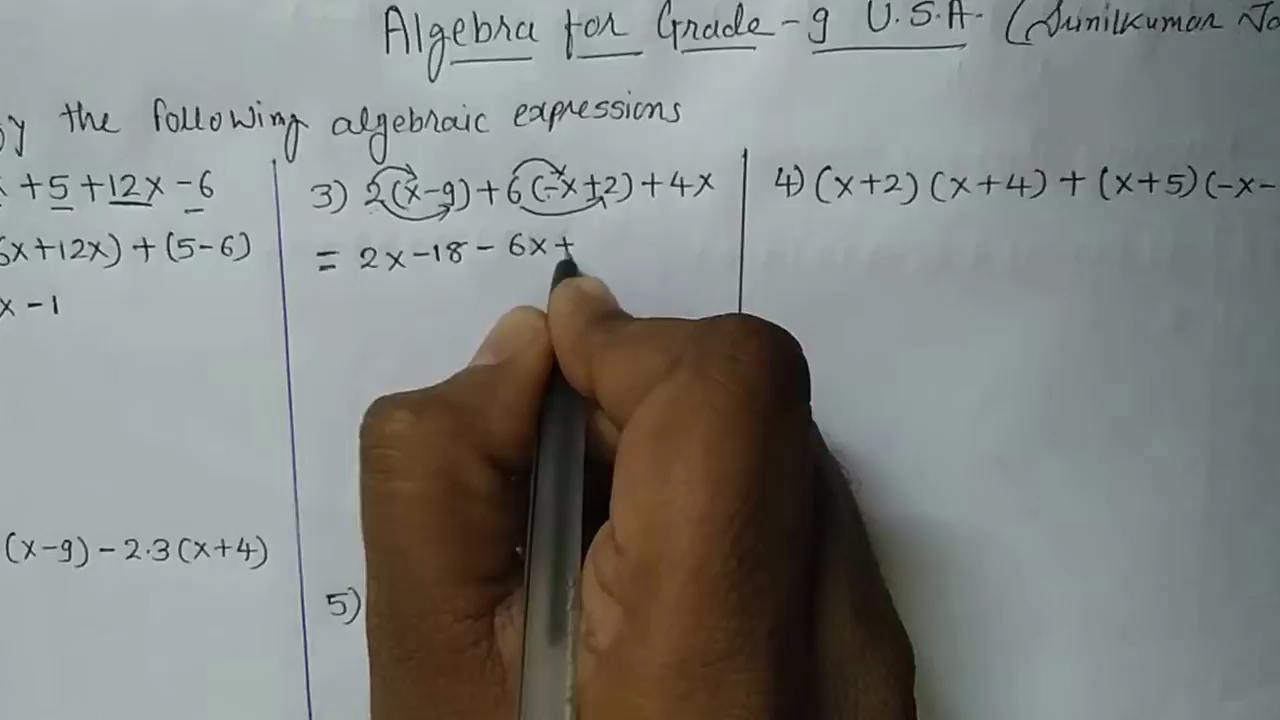 Algebra for Grade-9 U.S.A. (Sunilkumar
the following algebraic expressions
+5 +12x -6
x+12x) + (5-6)
x -1
(x-9) - 2.3(x+4)
3) 2(x-9)+6(-x+2)+4x
= 2x-18-6x+
5)
4) (x+2)(x+4)+(x+5)(-x-